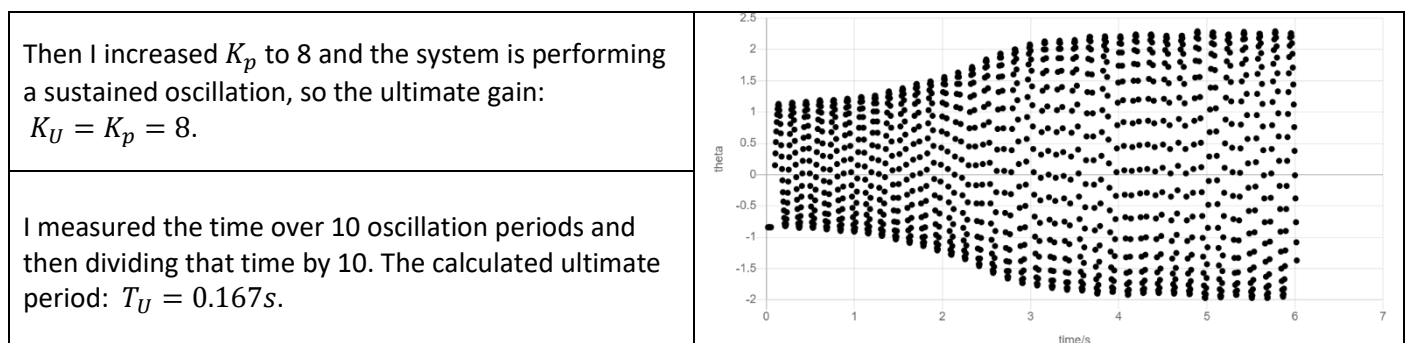 Then I increased 𝐾𝑝 to 8 and the system is performing
a sustained oscillation, so the ultimate gain:
𝐾𝑈 = 𝐾𝑝 = 8.
I measured the time over 10 oscillation periods and
then dividing that time by 10. The calculated ultimate
period: 𝑇𝑈 = 0.167𝑠.
2.5
2
1.5
1
0.5
0
-0.5
-1
-1.5
-2
theta
0 1 2 3 4 5 6 7
time/s